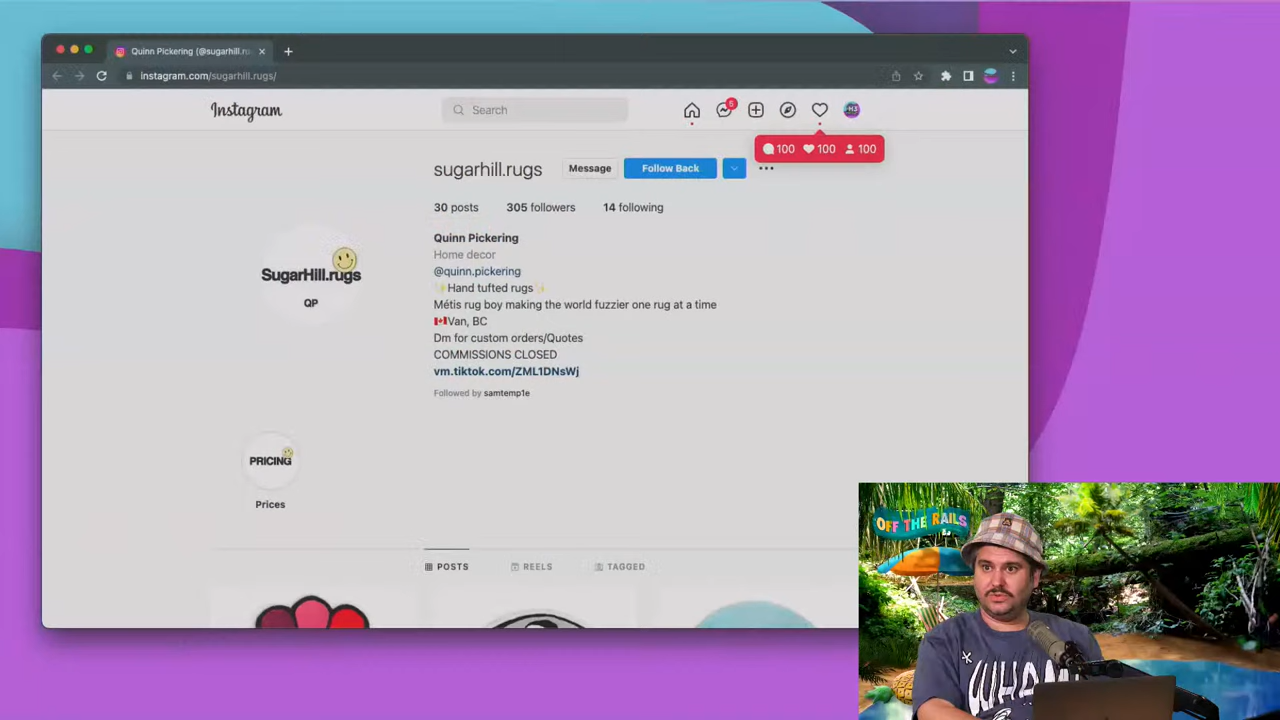 Quinn Pickering (@sugarhill.ru
instagram.com/sugarhill.rugs/
Instagram
Search
5
H3
100 100 100
sugarhill.rugs
Message
Follow Back
30 posts 305 followers 14 following
Quinn Pickering
Home decor
@quinn.pickering
✨Hand tufted rugs✨
Métis rug boy making the world fuzzier one rug at a time
🇨🇦Van, BC
Dm for custom orders/Quotes
COMMISSIONS CLOSED
vm.tiktok.com/ZML1DNsWj
Followed by samtemp1e
SugarHill.rugs
QP
PRICING
Prices
POSTS REELS TAGGED
OFF THE RAILS